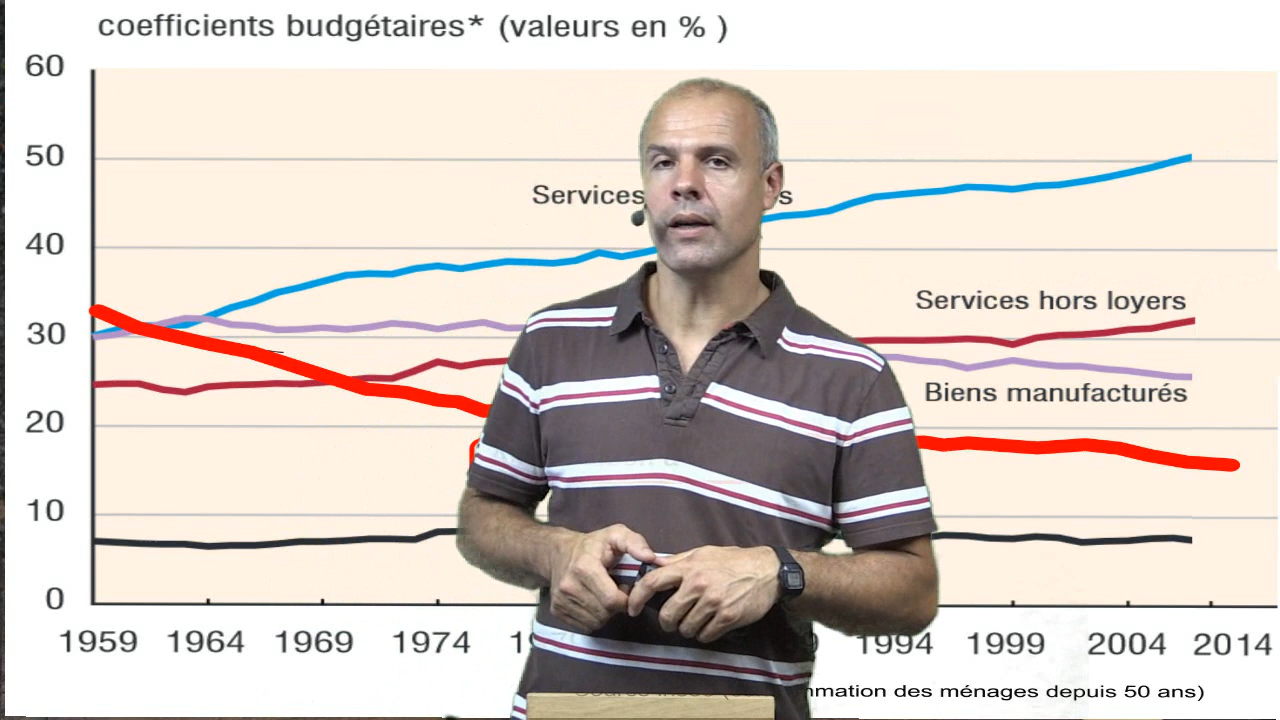 coefficients budgétaires* (valeurs en % )
60
50
40
30
20
10
0
Services
Services hors loyers
Biens manufacturés
1959 1964 1969 1974 1994 1999 2004 2014
des ménages depuis 50 ans)